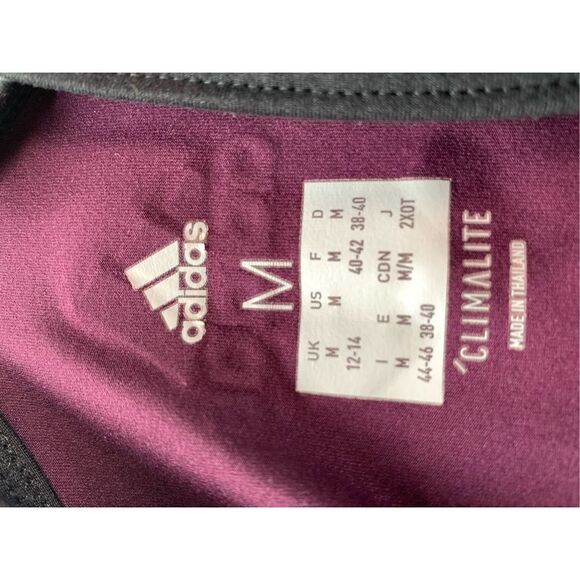 adidas
M
UK US F D
M M M M
12-14 40-42 38-40
I E CDN J
M M M/M 2XOT
44-46 38-40
'CLIMALITE
MADE IN THAILAND